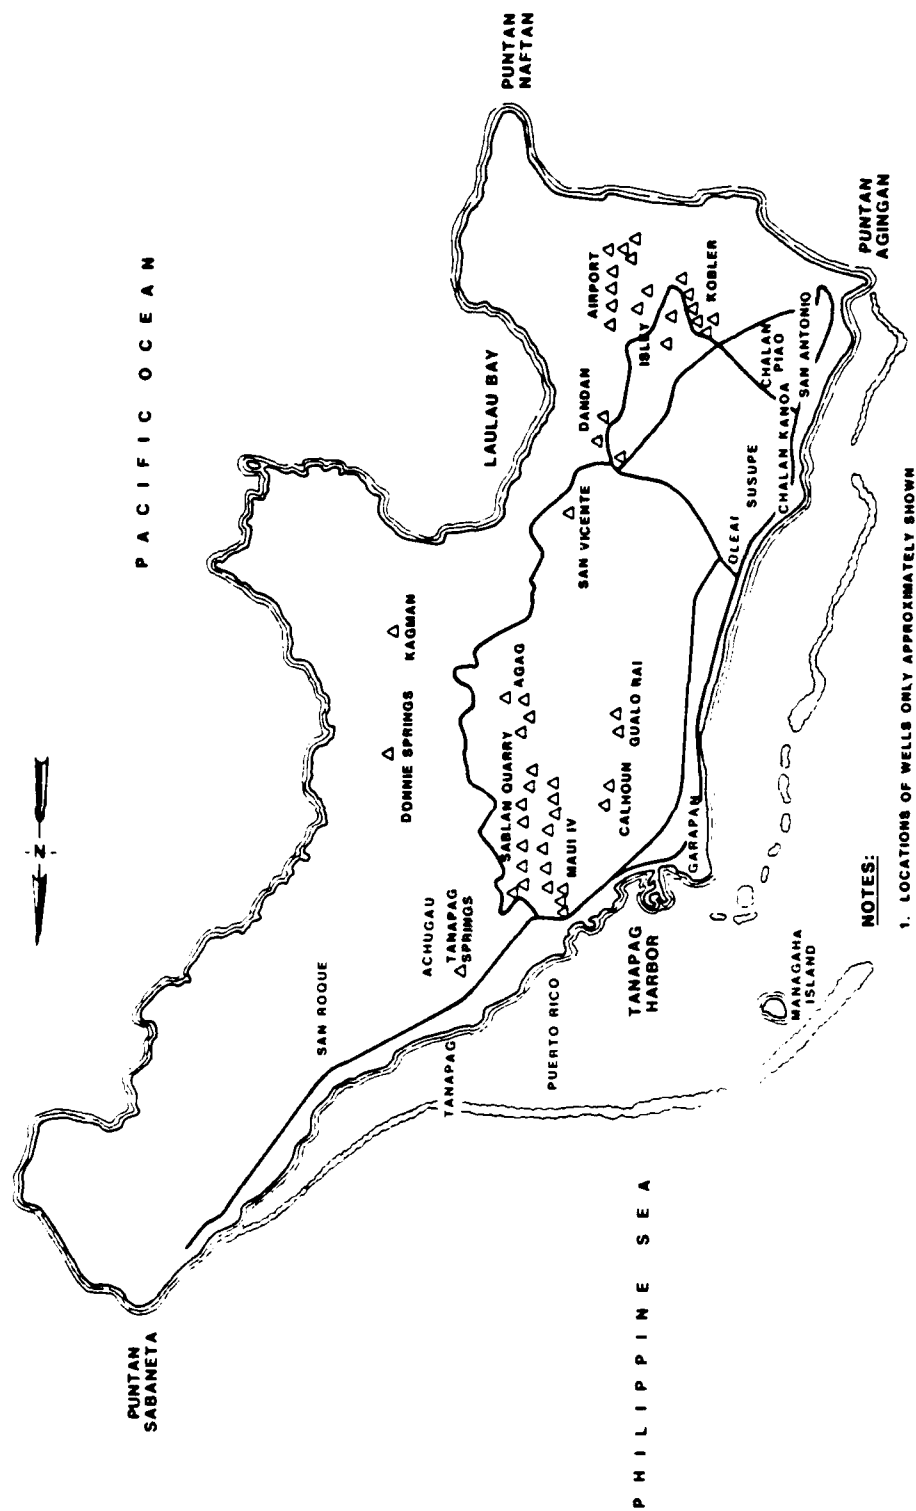 PACIFIC OCEAN
N
PUNTAN
NAFTAN
LAULAU BAY
PUNTAN
AGINGAN
AIRPORT
KOBLER
ISLEY
DANDAN
CHALAN
PIAO
SAN ANTONIO
CHALAN KANOA
SUSUPE
OLEAI
SAN VICENTE
KAGMAN
DONNIE SPRINGS
AGAG
SABLAN QUARRY
GUALO RAI
CALHOUN
MAUI IV
GARAPAN
ACHUGAU
TANAPAG
SPRINGS
SAN ROQUE
TANAPAG
PUERTO RICO
TANAPAG
HARBOR
MANAGAHA
ISLAND
PUNTAN
SABANETA
PHILIPPINE SEA
NOTES:
1. LOCATIONS OF WELLS ONLY APPROXIMATELY SHOWN